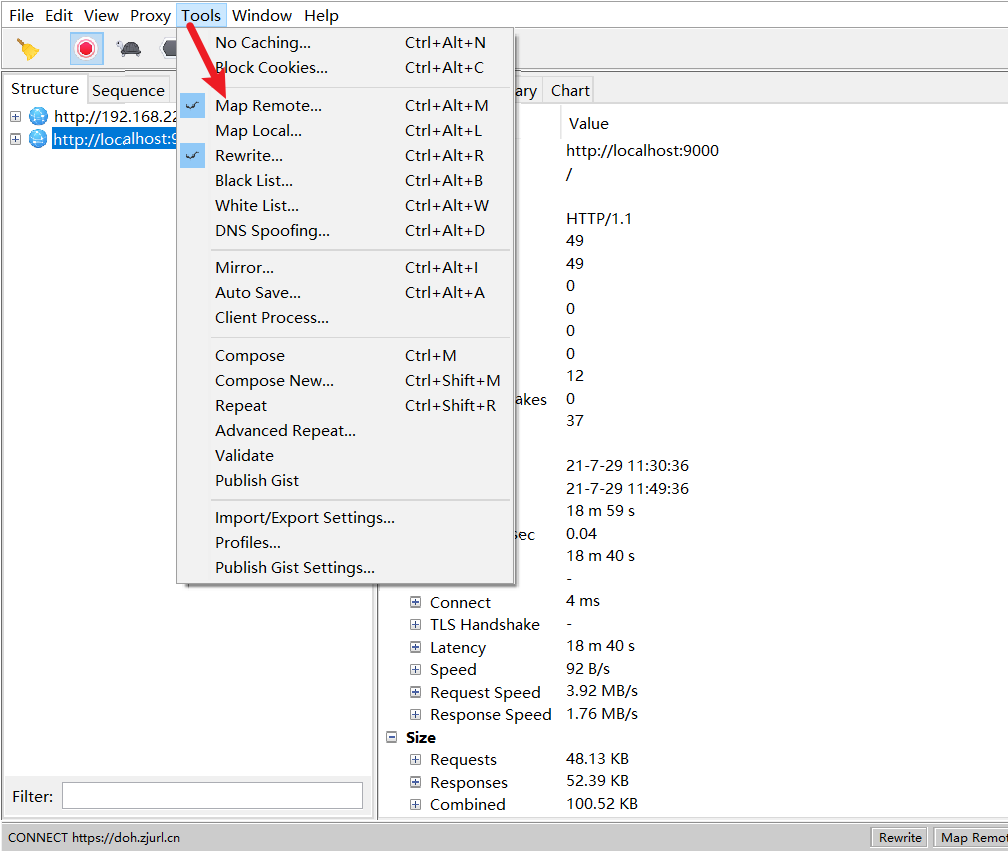 File Edit View Proxy Tools Window Help
No Caching... Ctrl+Alt+N
Block Cookies... Ctrl+Alt+C
Map Remote... Ctrl+Alt+M
Map Local... Ctrl+Alt+L
Rewrite... Ctrl+Alt+R
Black List... Ctrl+Alt+B
White List... Ctrl+Alt+W
DNS Spoofing... Ctrl+Alt+D
Mirror... Ctrl+Alt+I
Auto Save... Ctrl+Alt+A
Client Process...
Compose Ctrl+M
Compose New... Ctrl+Shift+M
Repeat Ctrl+Shift+R
Advanced Repeat...
Validate
Publish Gist
Import/Export Settings...
Profiles...
Publish Gist Settings...
Structure Sequence
http://192.168.22
http://localhost:9
Filter:
ary Chart
Value
http://localhost:9000
/
HTTP/1.1
49
49
0
0
0
0
12
akes 0
37
21-7-29 11:30:36
21-7-29 11:49:36
18 m 59 s
sec 0.04
18 m 40 s
-
Connect 4 ms
TLS Handshake -
Latency 18 m 40 s
Speed 92 B/s
Request Speed 3.92 MB/s
Response Speed 1.76 MB/s
Size
Requests 48.13 KB
Responses 52.39 KB
Combined 100.52 KB
CONNECT https://doh.zjurl.cn Rewrite Map Remot